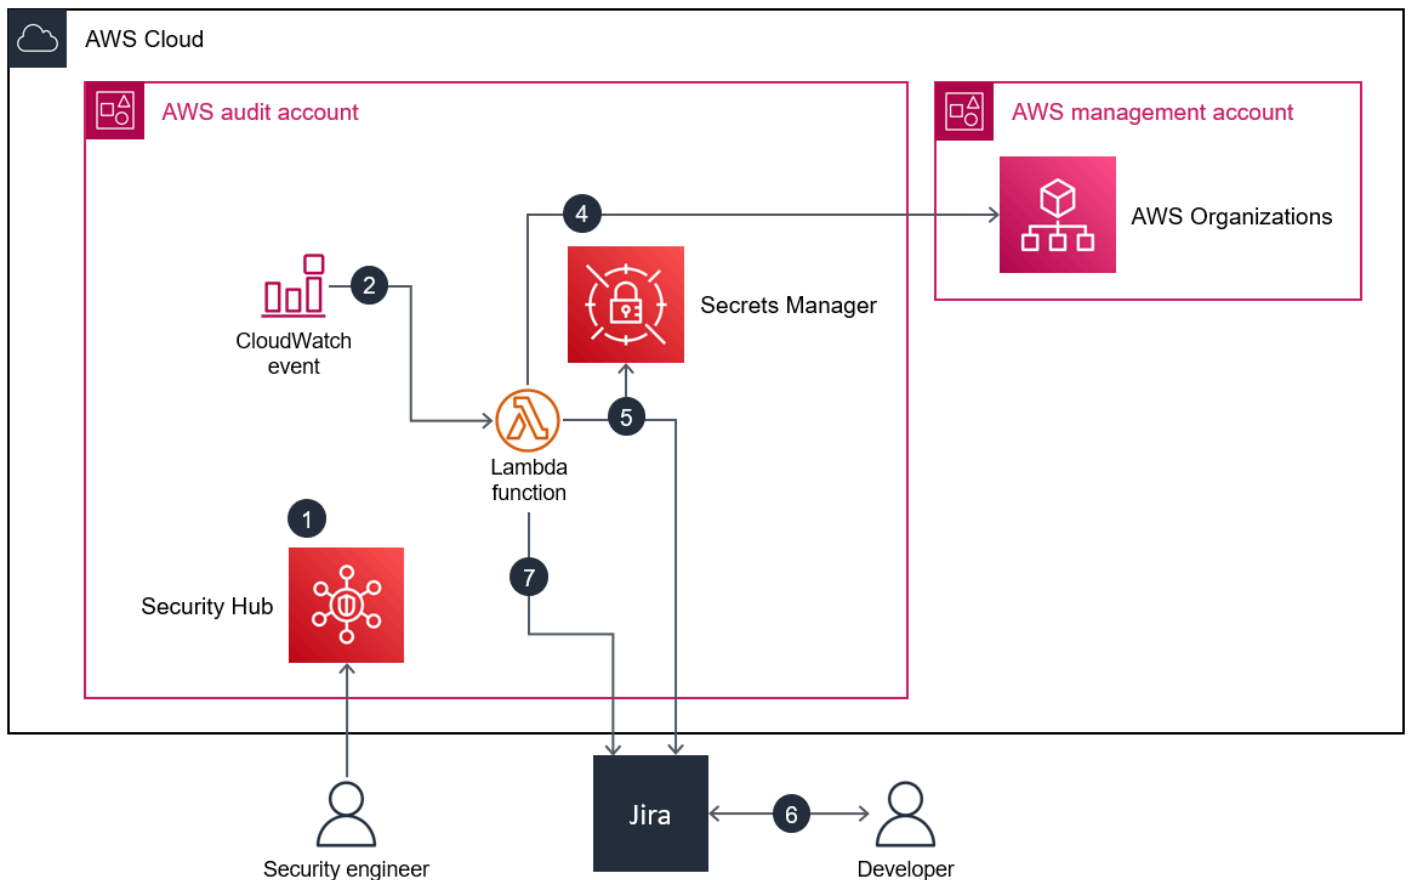 AWS Cloud
AWS audit account
AWS management account
4
AWS Organizations
2
Secrets Manager
CloudWatch
event
5
Lambda
function
1
7
Security Hub
Jira
6
Security engineer
Developer